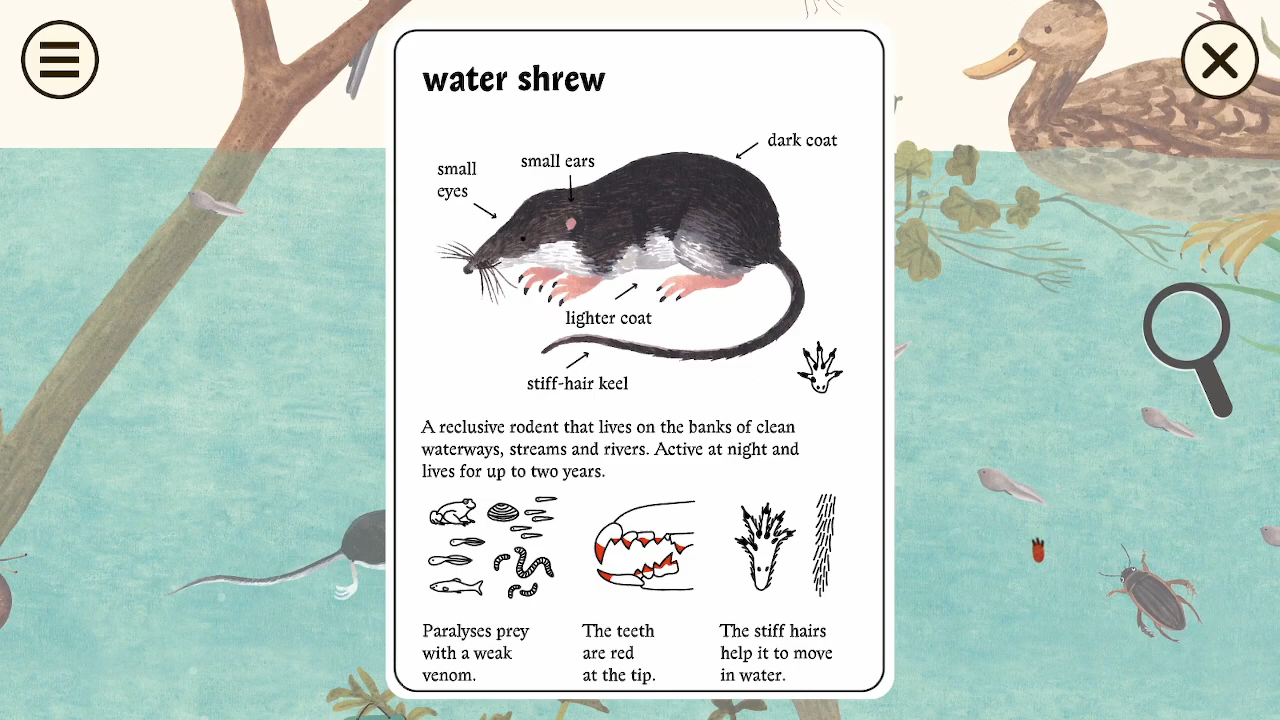 water shrew
dark coat
small ears
small
eyes
lighter coat
stiff-hair keel
A reclusive rodent that lives on the banks of clean
waterways, streams and rivers. Active at night and
lives for up to two years.
Paralyses prey
with a weak
venom.
The teeth
are red
at the tip.
The stiff hairs
help it to move
in water.